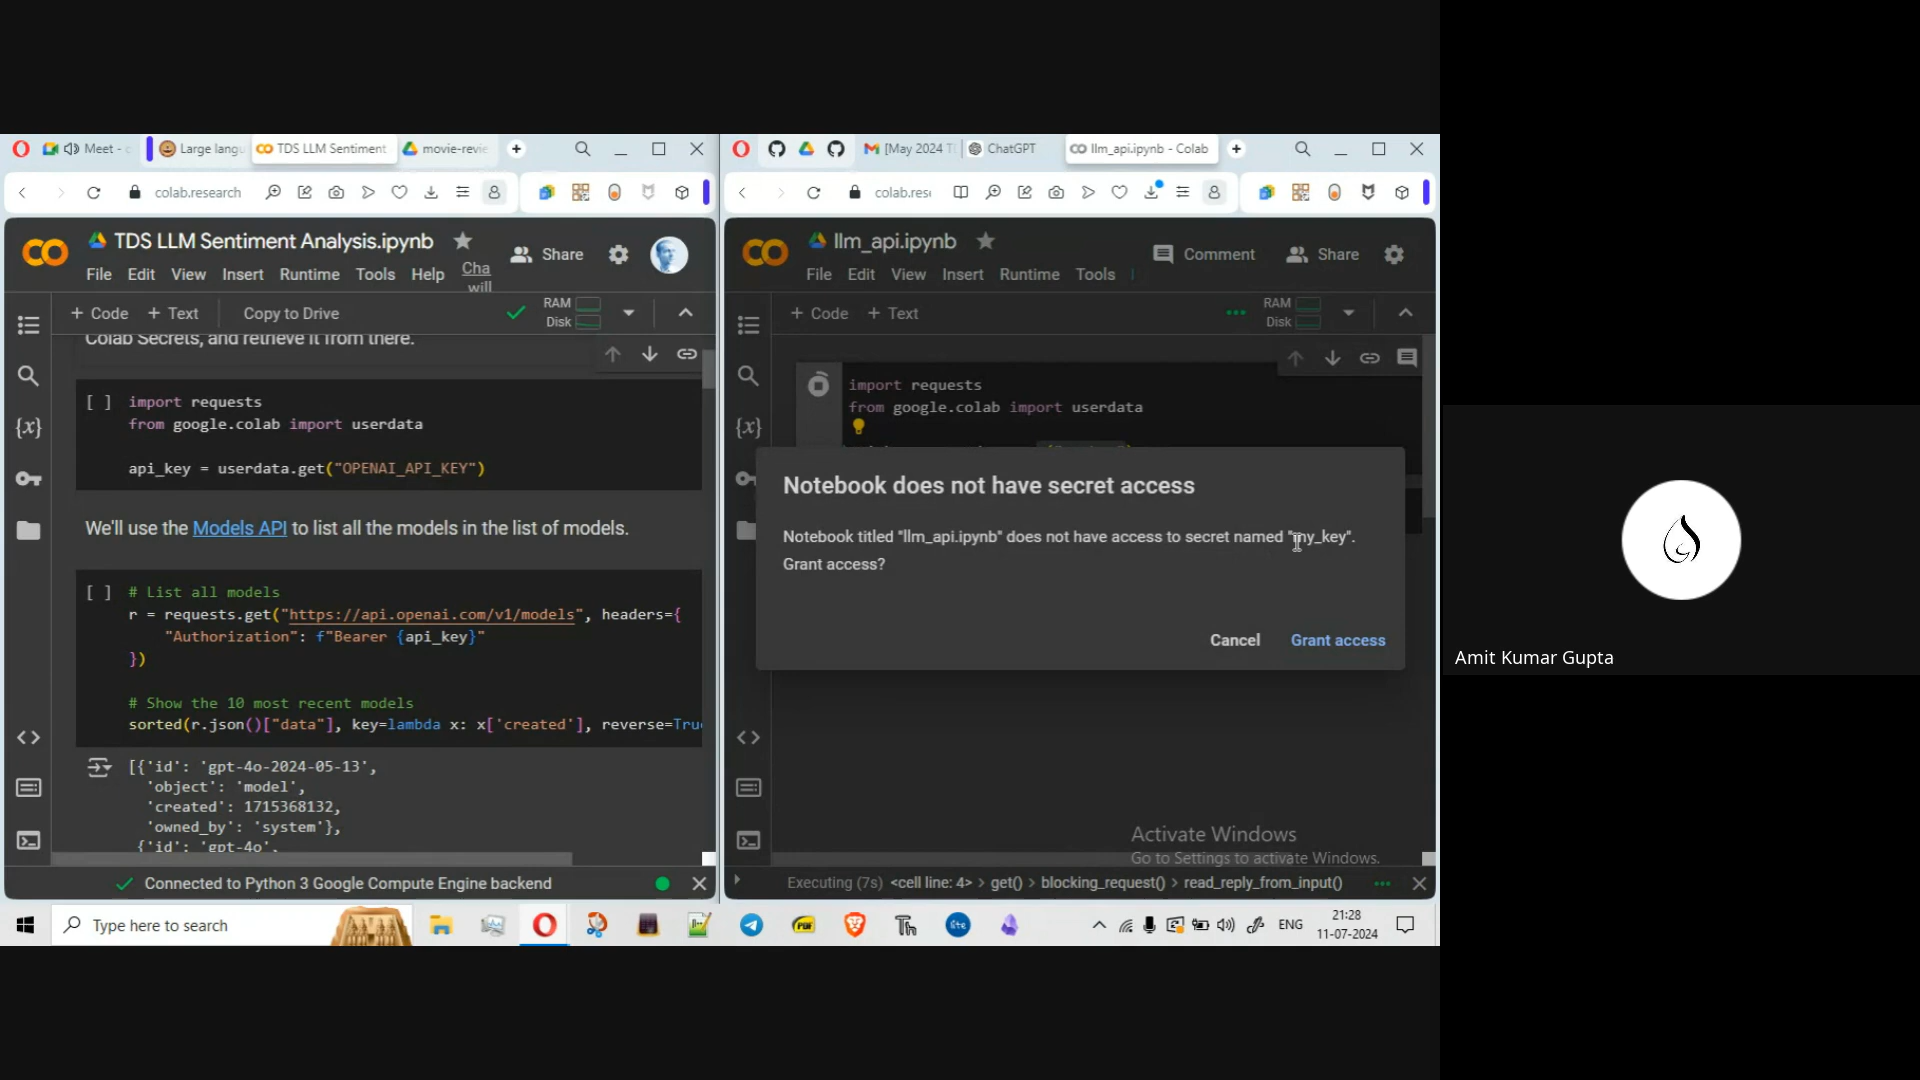 Meet -
Large langu
TDS LLM Sentiment
movie-revie
colab.research
TDS LLM Sentiment Analysis.ipynb
Share
File Edit View Insert Runtime Tools Help Cha
will
+ Code + Text Copy to Drive
RAM
Disk
Colab Secrets, and retrieve it from there.
[ ] import requests
from google.colab import userdata
api_key = userdata.get("OPENAI_API_KEY")
We'll use the Models API to list all the models in the list of models.
[ ] # List all models
r = requests.get("https://api.openai.com/v1/models", headers={
"Authorization": f"Bearer {api_key}"
})
# Show the 10 most recent models
sorted(r.json()["data"], key=lambda x: x['created'], reverse=Tru
[{'id': 'gpt-4o-2024-05-13',
'object': 'model',
'created': 1715368132,
'owned_by': 'system'},
{'id': 'gpt-4o',
Connected to Python 3 Google Compute Engine backend
[May 2024 T
ChatGPT
llm_api.ipynb - Colab
colab.rese
llm_api.ipynb
Comment Share
File Edit View Insert Runtime Tools
+ Code + Text
RAM
Disk
import requests
from google.colab import userdata
Notebook does not have secret access
Notebook titled "llm_api.ipynb" does not have access to secret named "my_key".
Grant access?
Cancel Grant access
Activate Windows
Go to Settings to activate Windows.
Executing (7s) <cell line: 4> > get() > blocking_request() > read_reply_from_input()
Type here to search
PDF
lite
ENG
21:28
11-07-2024
Amit Kumar Gupta